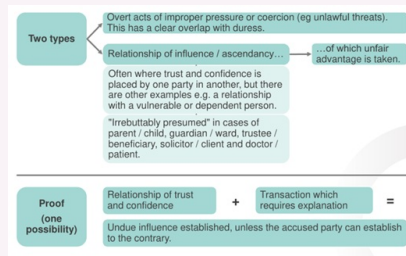 Two types
Overt acts of improper pressure or coercion (eg unlawful threats).
This has a clear overlap with duress.
Relationship of influence / ascendancy…
…of which unfair
advantage is taken.
Often where trust and confidence is
placed by one party in another, but there
are other examples e.g. a relationship
with a vulnerable or dependent person.
"Irrebuttably presumed" in cases of
parent / child, guardian / ward, trustee /
beneficiary, solicitor / client and doctor /
patient.
Proof
(one
possibility)
Relationship of trust
and confidence
+
Transaction which
requires explanation
=
Undue influence established, unless the accused party can establish
to the contrary.